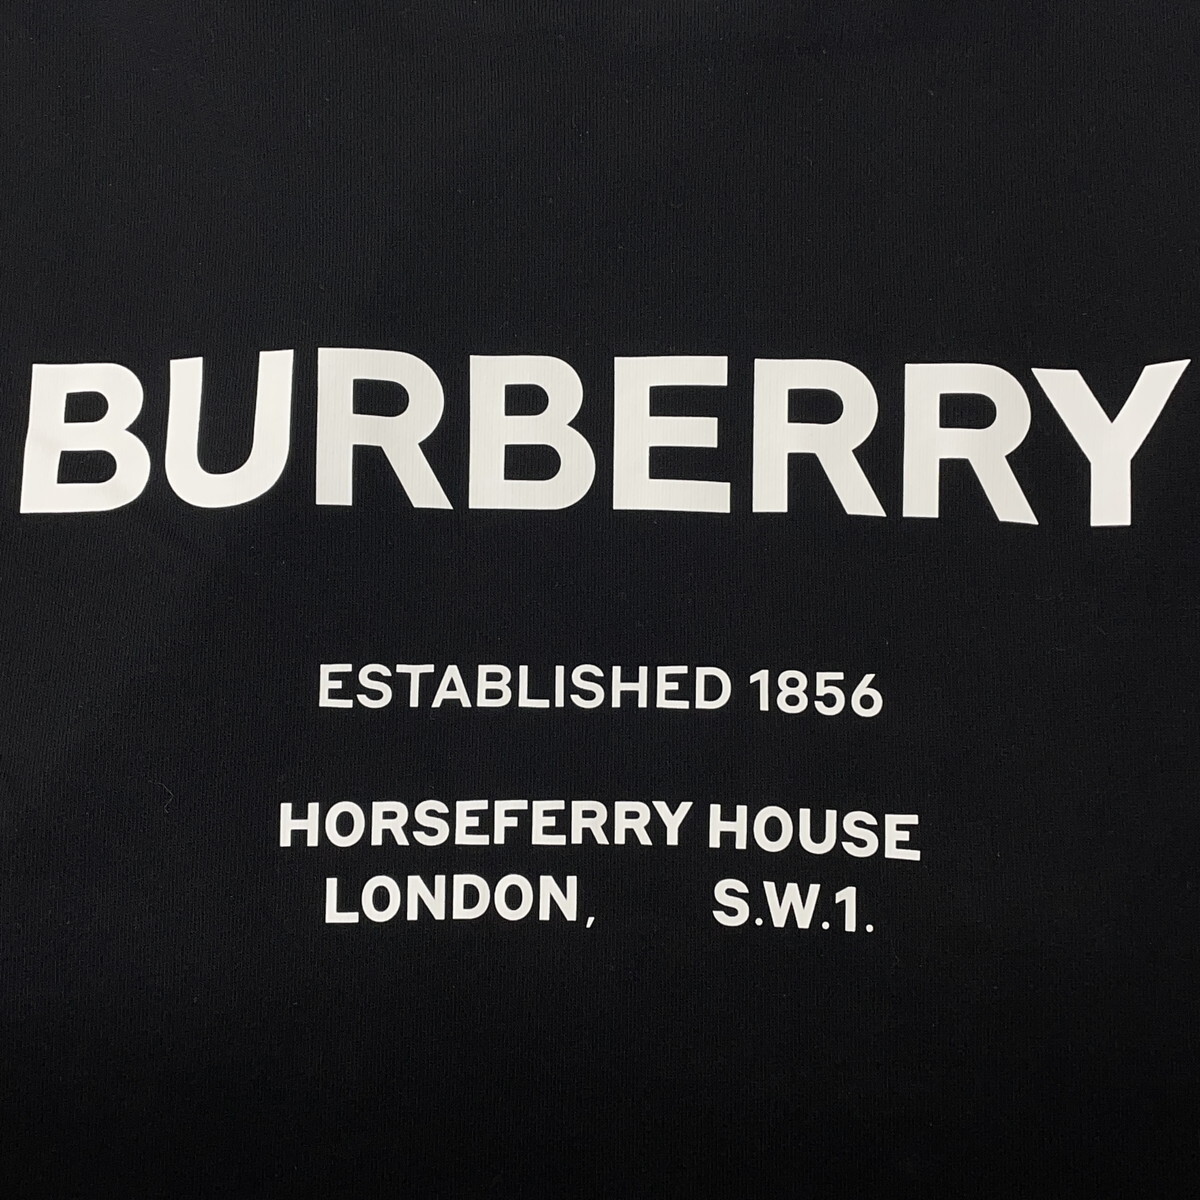 BURBERRY
ESTABLISHED 1856
HORSEFERRY HOUSE
LONDON, S.W.1.